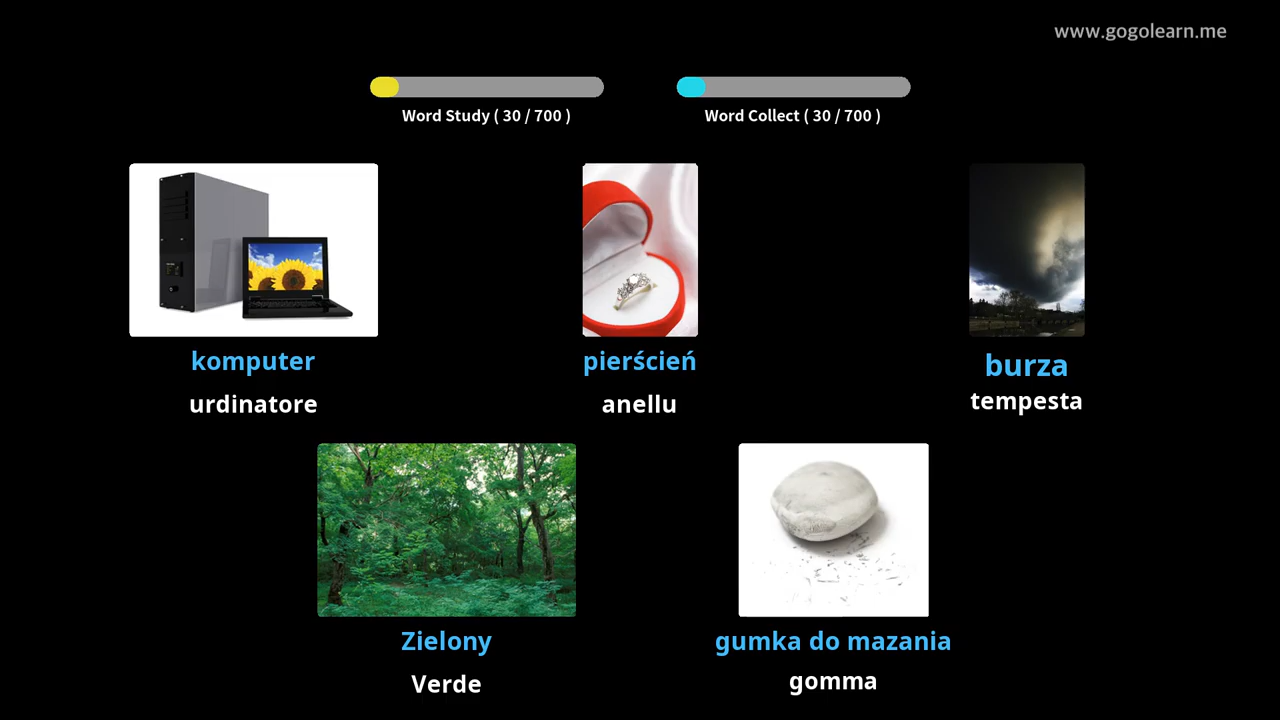 www.gogolearn.me
Word Study ( 30 / 700 )
Word Collect ( 30 / 700 )
komputer
urdinatore
pierścień
anellu
burza
tempesta
Zielony
Verde
gumka do mazania
gomma